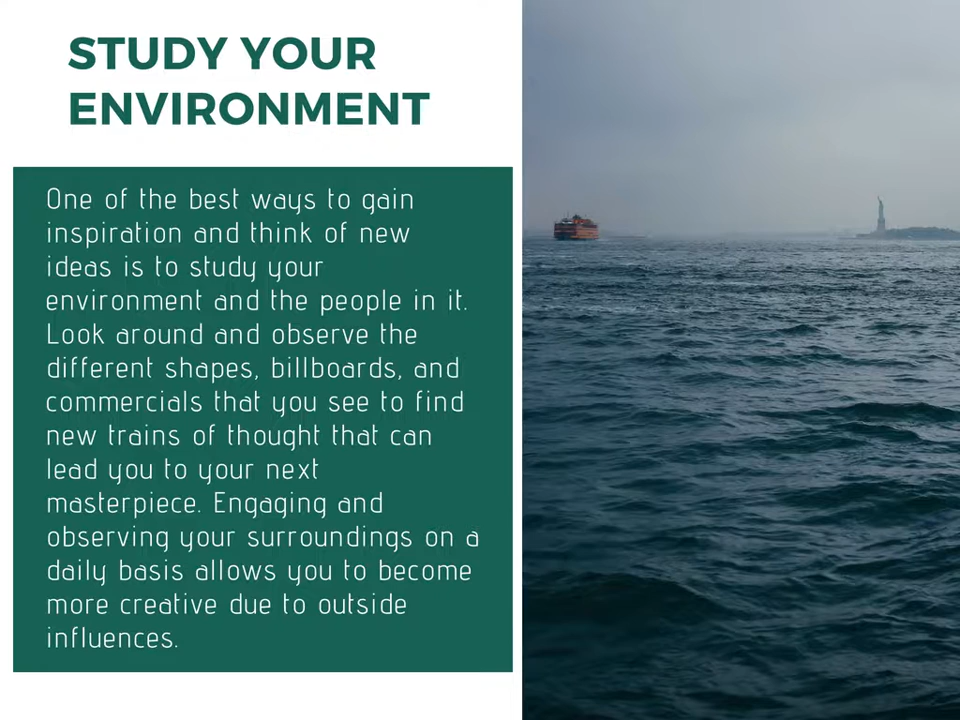 STUDY YOUR
ENVIRONMENT
One of the best ways to gain
inspiration and think of new
ideas is to study your
environment and the people in it.
Look around and observe the
different shapes, billboards, and
commercials that you see to find
new trains of thought that can
lead you to your next
masterpiece. Engaging and
observing your surroundings on a
daily basis allows you to become
more creative due to outside
influences.